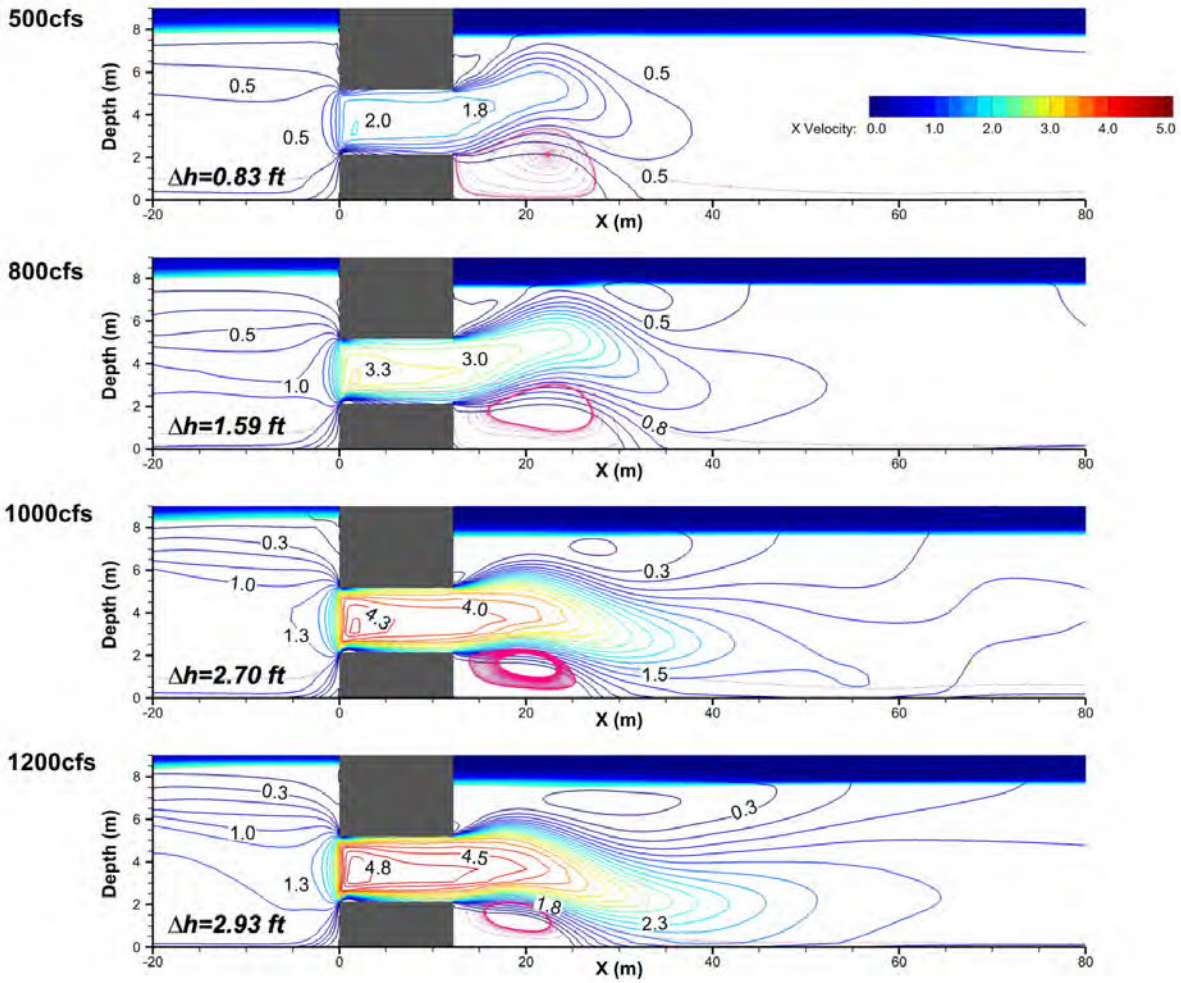 500cfs
Depth (m)
8
6
4
2
0
0.5
0.5
2.0
1.8
0.5
0.5
Δh=0.83 ft
X Velocity: 0.0 1.0 2.0 3.0 4.0 5.0
-20 0 20 40 60 80
X (m)
800cfs
Depth (m)
8
6
4
2
0
0.5
1.0
3.3
3.0
0.5
0.8
Δh=1.59 ft
-20 0 20 40 60 80
X (m)
1000cfs
Depth (m)
8
6
4
2
0
0.3
1.0
1.3
4.3
4.0
0.3
1.5
Δh=2.70 ft
-20 0 20 40 60 80
X (m)
1200cfs
Depth (m)
8
6
4
2
0
0.3
1.0
1.3
4.8
4.5
0.3
1.8
2.3
Δh=2.93 ft
-20 0 20 40 60 80
X (m)